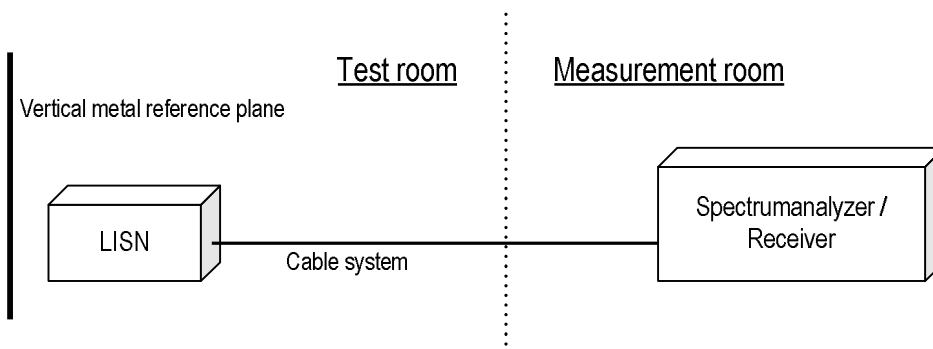 Test room
Measurement room
Vertical metal reference plane
LISN
Cable system
Spectrumanalyzer /
Receiver